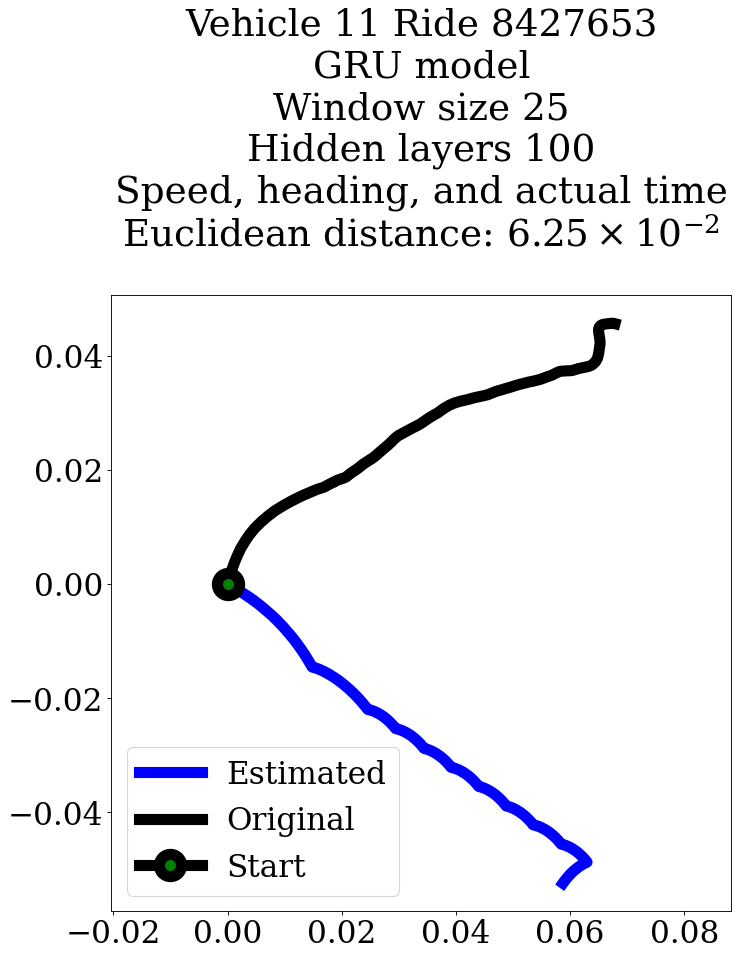 Vehicle 11 Ride 8427653
GRU model
Window size 25
Hidden layers 100
Speed, heading, and actual time
Euclidean distance: 6.25 × 10⁻²
0.04
0.02
0.00
−0.02
−0.04
Estimated
Original
Start
−0.02 0.00 0.02 0.04 0.06 0.08